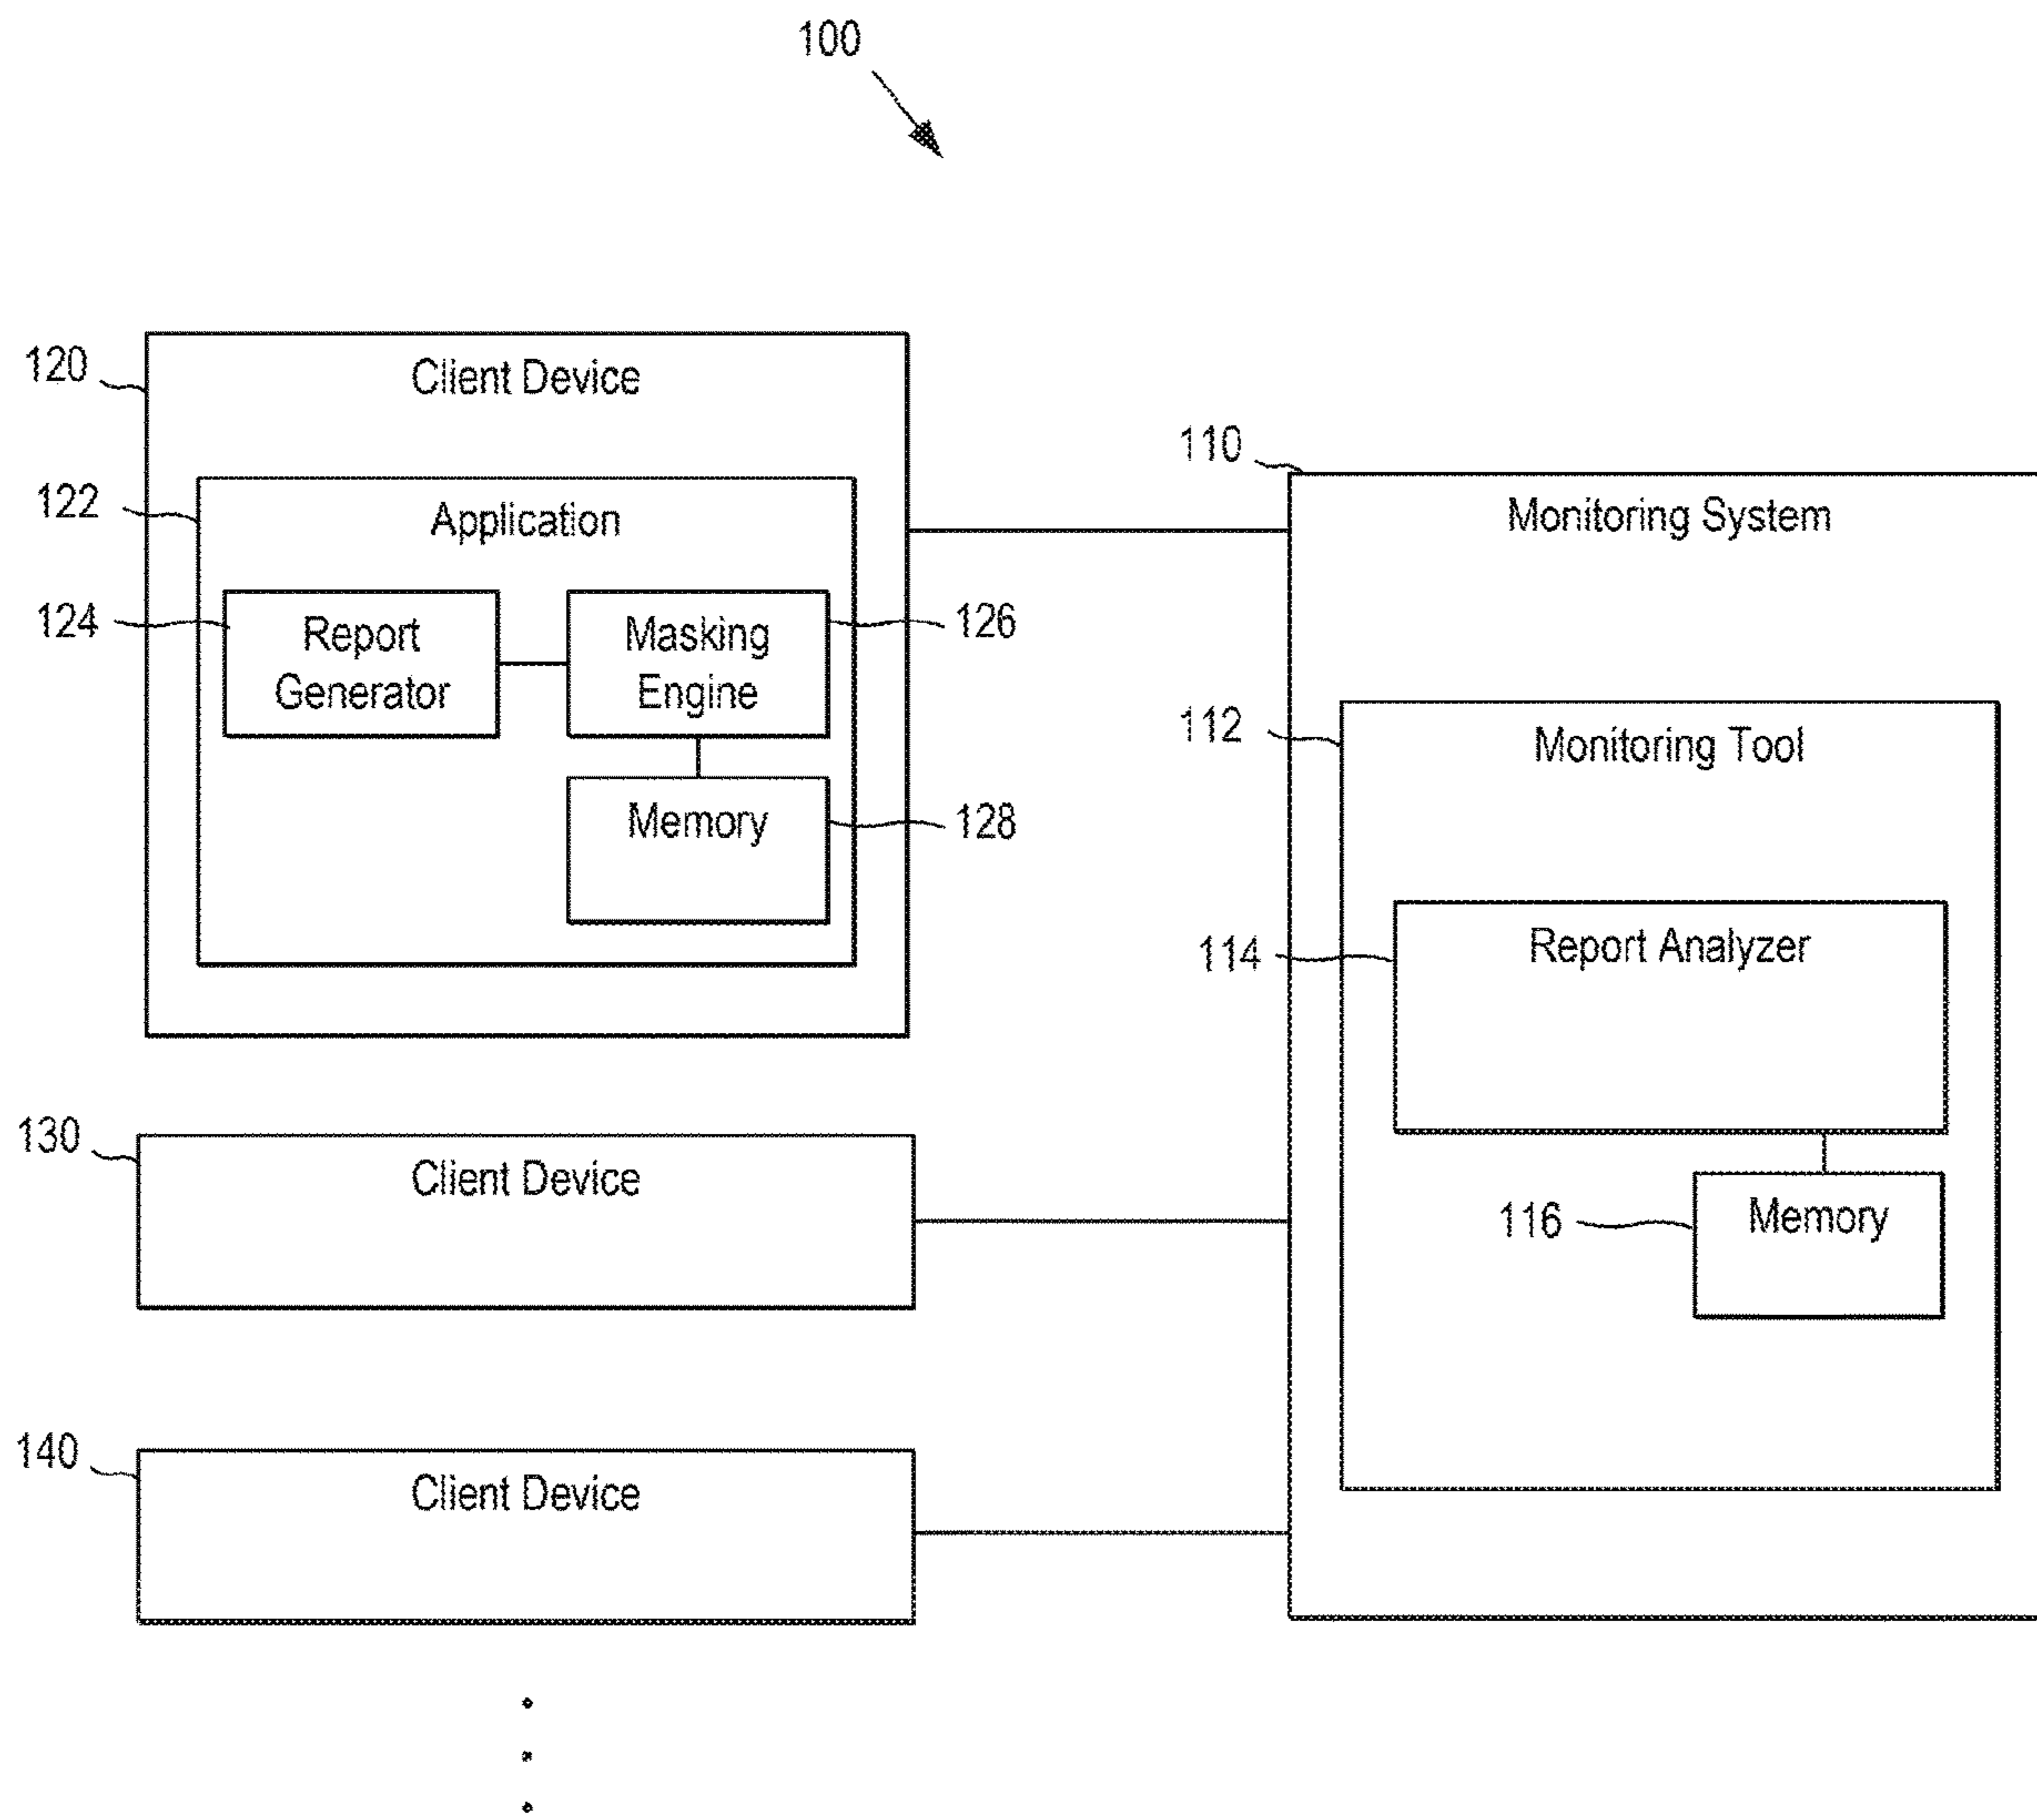 100
120
Client Device
122
Application
124
Report
Generator
Masking
Engine
126
Memory
128
110
Monitoring System
112
Monitoring Tool
114
Report Analyzer
116
Memory
130
Client Device
140
Client Device